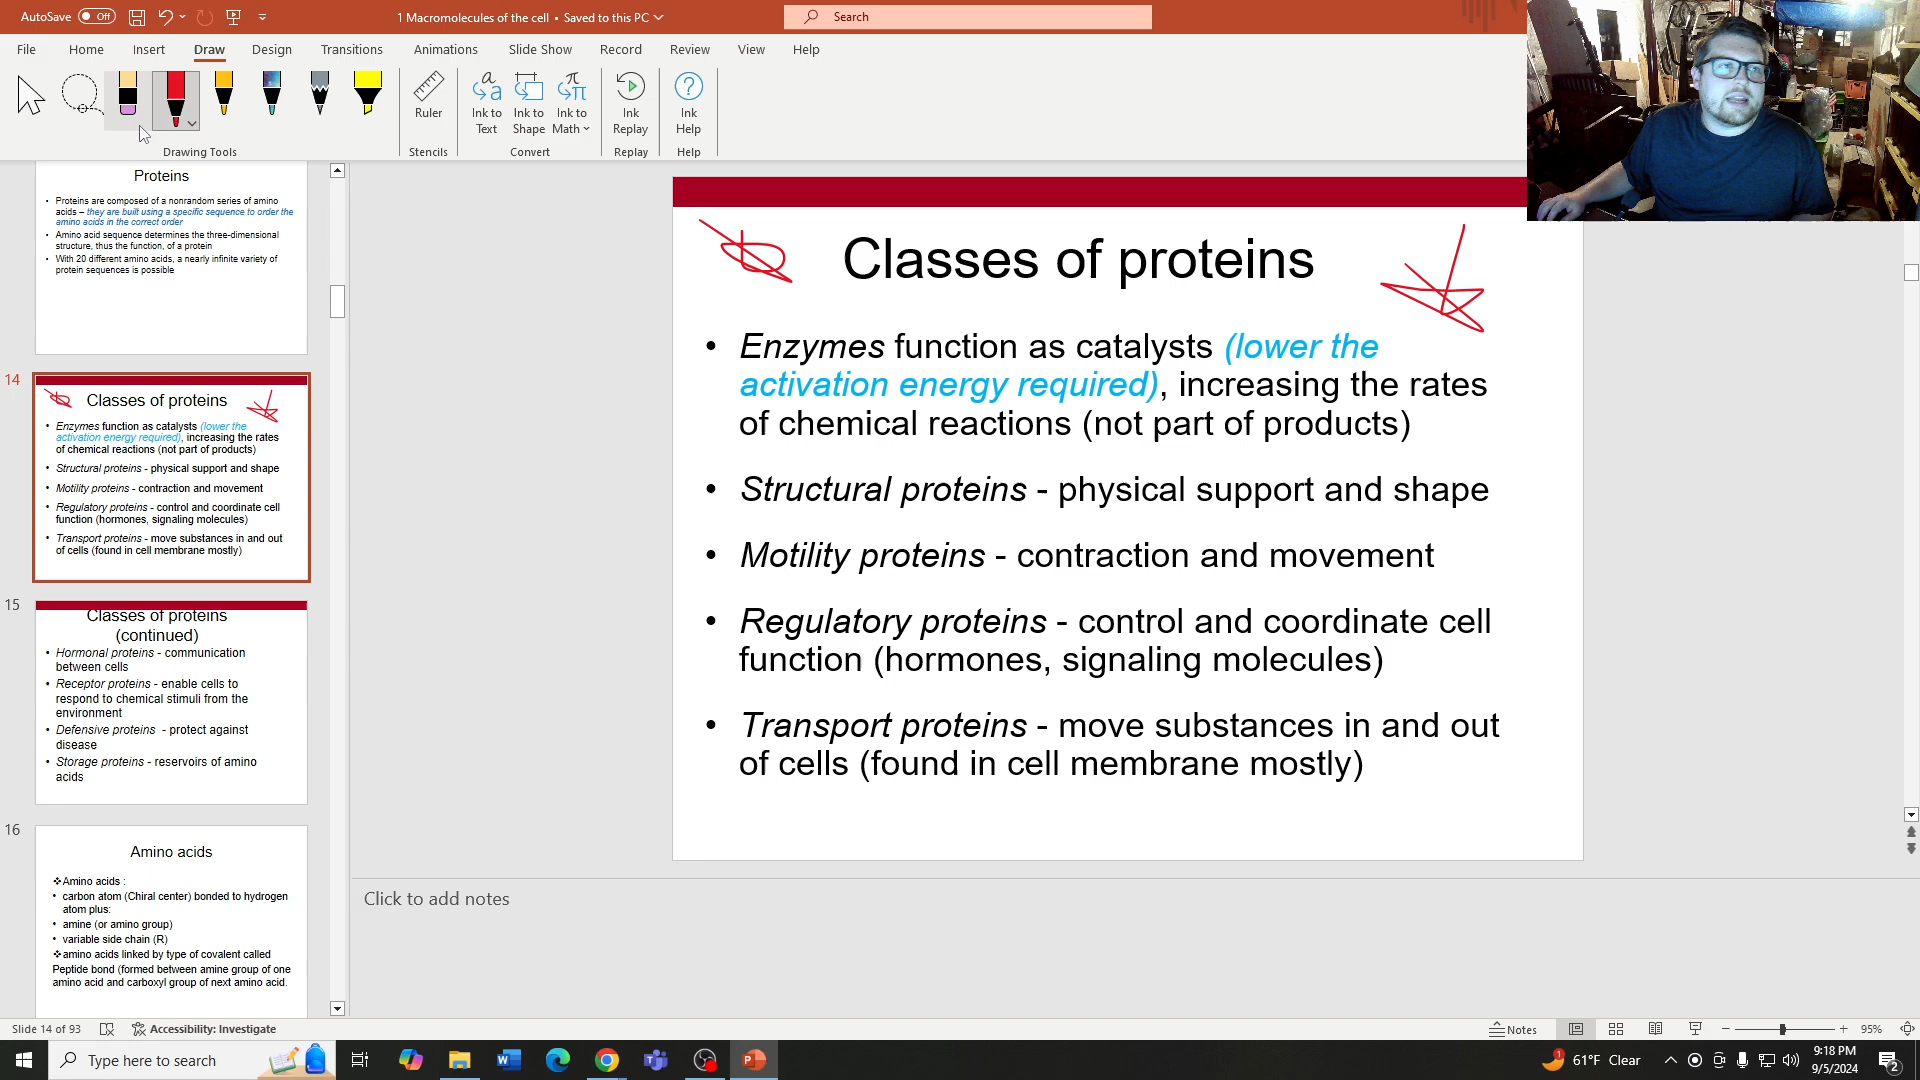 AutoSave Off
1 Macromolecules of the cell • Saved to this PC
Search
File Home Insert Draw Design Transitions Animations Slide Show Record Review View Help
Ruler
Ink to Text
Ink to Shape
Ink to Math
Ink Replay
Ink Help
Drawing Tools
Stencils
Convert
Replay
Help
Proteins
• Proteins are composed of a nonrandom series of amino
acids – they are built using a specific sequence to order the
amino acids in the correct order
• Amino acid sequence determines the three-dimensional
structure, thus the function, of a protein
• With 20 different amino acids, a nearly infinite variety of
protein sequences is possible
14
Classes of proteins
• Enzymes function as catalysts (lower the
activation energy required), increasing the rates
of chemical reactions (not part of products)
• Structural proteins - physical support and shape
• Motility proteins - contraction and movement
• Regulatory proteins - control and coordinate cell
function (hormones, signaling molecules)
• Transport proteins - move substances in and out
of cells (found in cell membrane mostly)
15
Classes of proteins
(continued)
• Hormonal proteins - communication
between cells
• Receptor proteins - enable cells to
respond to chemical stimuli from the
environment
• Defensive proteins - protect against
disease
• Storage proteins - reservoirs of amino
acids
16
Amino acids
❖Amino acids :
• carbon atom (Chiral center) bonded to hydrogen
atom plus:
• amine (or amino group)
• variable side chain (R)
❖amino acids linked by type of covalent called
Peptide bond (formed between amine group of one
amino acid and carboxyl group of next amino acid.
Classes of proteins
• Enzymes function as catalysts (lower the
activation energy required), increasing the rates
of chemical reactions (not part of products)
• Structural proteins - physical support and shape
• Motility proteins - contraction and movement
• Regulatory proteins - control and coordinate cell
function (hormones, signaling molecules)
• Transport proteins - move substances in and out
of cells (found in cell membrane mostly)
Click to add notes
Slide 14 of 93
Accessibility: Investigate
Notes
95%
Type here to search
61°F Clear
9:18 PM
9/5/2024